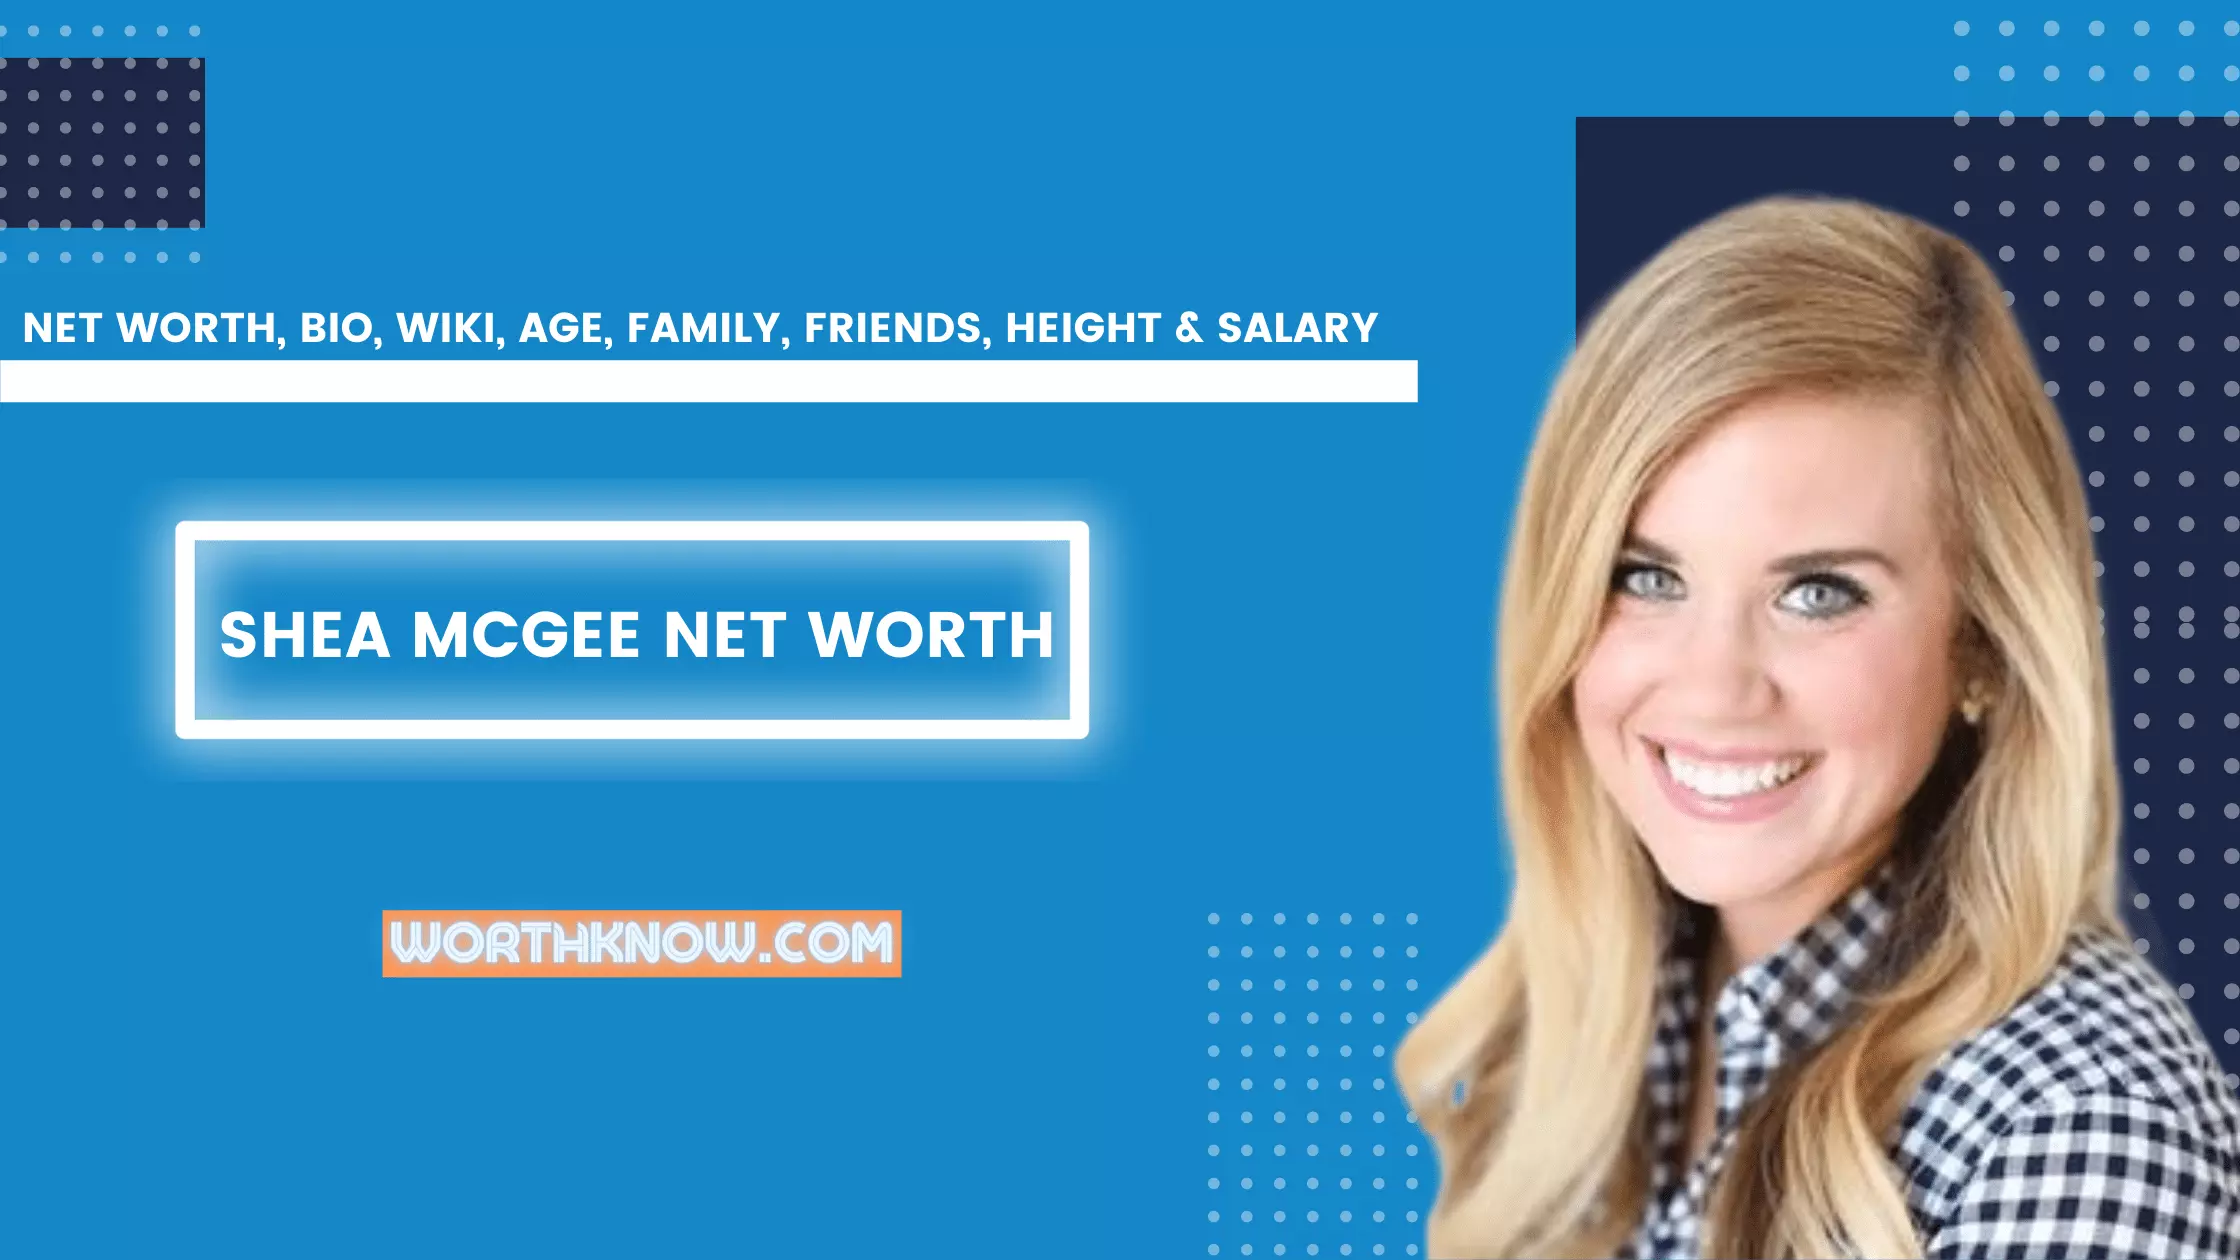 NET WORTH, BIO, WIKI, AGE, FAMILY, FRIENDS, HEIGHT & SALARY
SHEA MCGEE NET WORTH
WORTHKNOW.COM